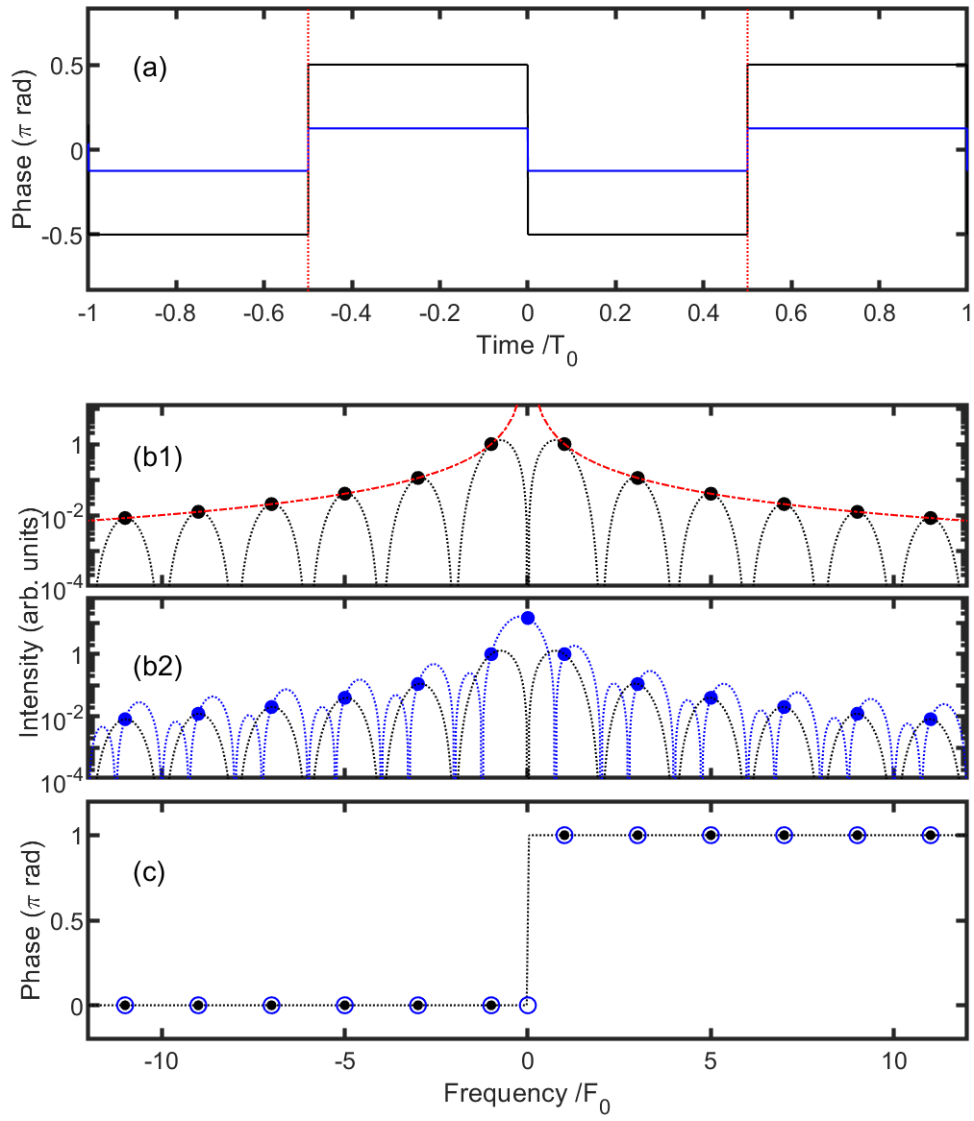 (a)
Phase (π rad)
0.5
0
-0.5
-1 -0.8 -0.6 -0.4 -0.2 0 0.2 0.4 0.6 0.8 1
Time /T_0
(b1)
1
10^-2
10^-4
Intensity (arb. units)
(b2)
1
10^-2
10^-4
(c)
Phase (π rad)
1
0.5
0
-10 -5 0 5 10
Frequency /F_0